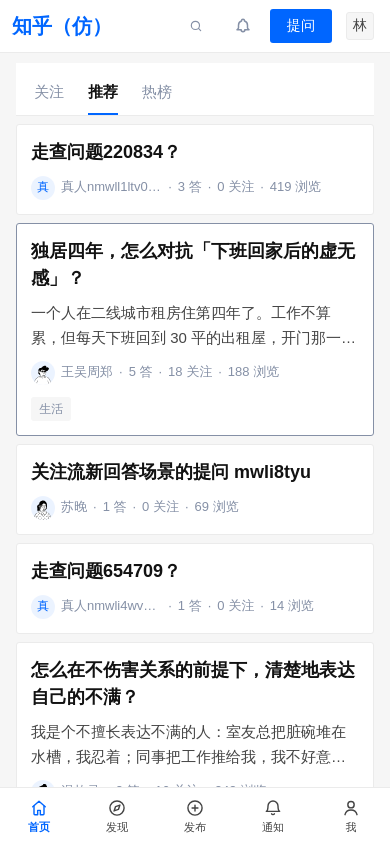 知乎（仿）
提问
林
关注 推荐 热榜
走查问题220834？
真 真人nmwll1ltv0… · 3 答 · 0 关注 · 419 浏览
独居四年，怎么对抗「下班回家后的虚无
感」？
一个人在二线城市租房住第四年了。工作不算
累，但每天下班回到 30 平的出租屋，开门那一…
王吴周郑 · 5 答 · 18 关注 · 188 浏览
生活
关注流新回答场景的提问 mwli8tyu
苏晚 · 1 答 · 0 关注 · 69 浏览
走查问题654709？
真 真人nmwli4wv… · 1 答 · 0 关注 · 14 浏览
怎么在不伤害关系的前提下，清楚地表达
自己的不满？
我是个不擅长表达不满的人：室友总把脏碗堆在
水槽，我忍着；同事把工作推给我，我不好意…
首页 发现 发布 通知 我